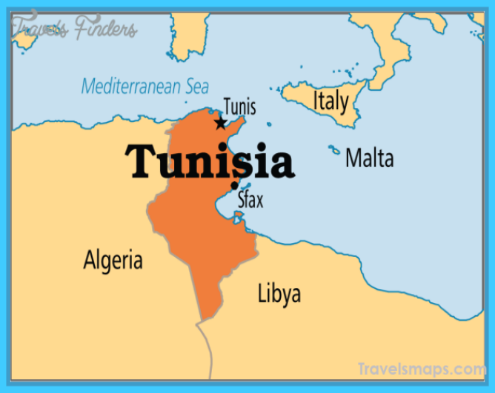 Travels Finders
Mediterranean Sea
Tunis
Italy
Tunisia
Malta
Sfax
Algeria
Libya
Travelsmaps.com